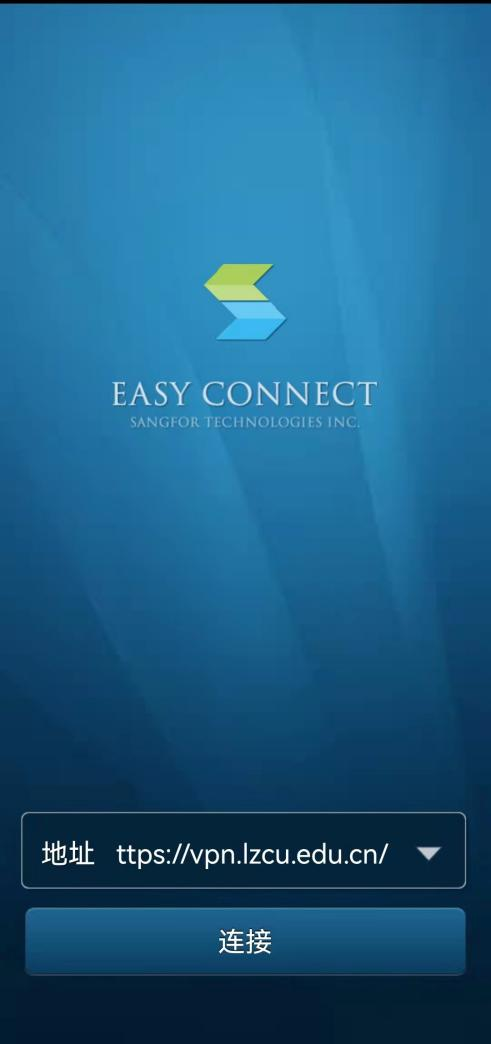 EASY CONNECT
SANGFOR TECHNOLOGIES INC.
地址 ttps://vpn.lzcu.edu.cn/
连接